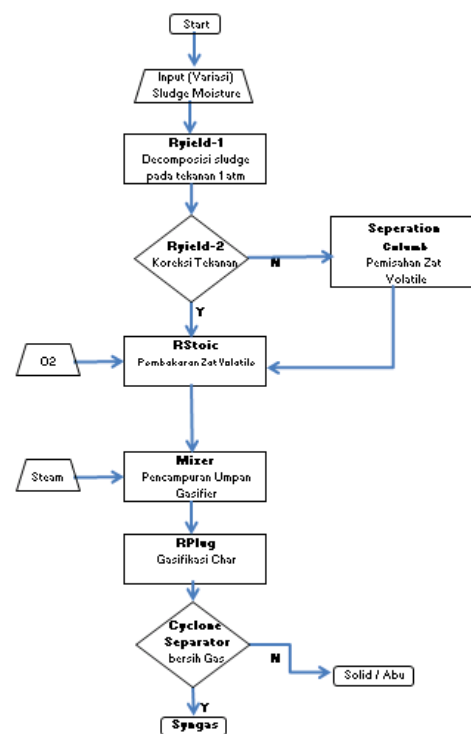 Start
Input (Variasi)
Sludge Moisture
Ryield-1
Decomposisi sludge
pada tekanan 1 atm
Ryield-2
Koreksi Tekanan
N
Y
Seperation
Culumb
Pemisahan Zat
Volatile
O2
RStoic
Pembakaran Zat Volatile
Steam
Mixer
Pencampuran Umpan
Gasifier
RPlug
Gasifikasi Char
Cyclone
Separator
bersih Gas
N
Solid / Abu
Y
Syngas